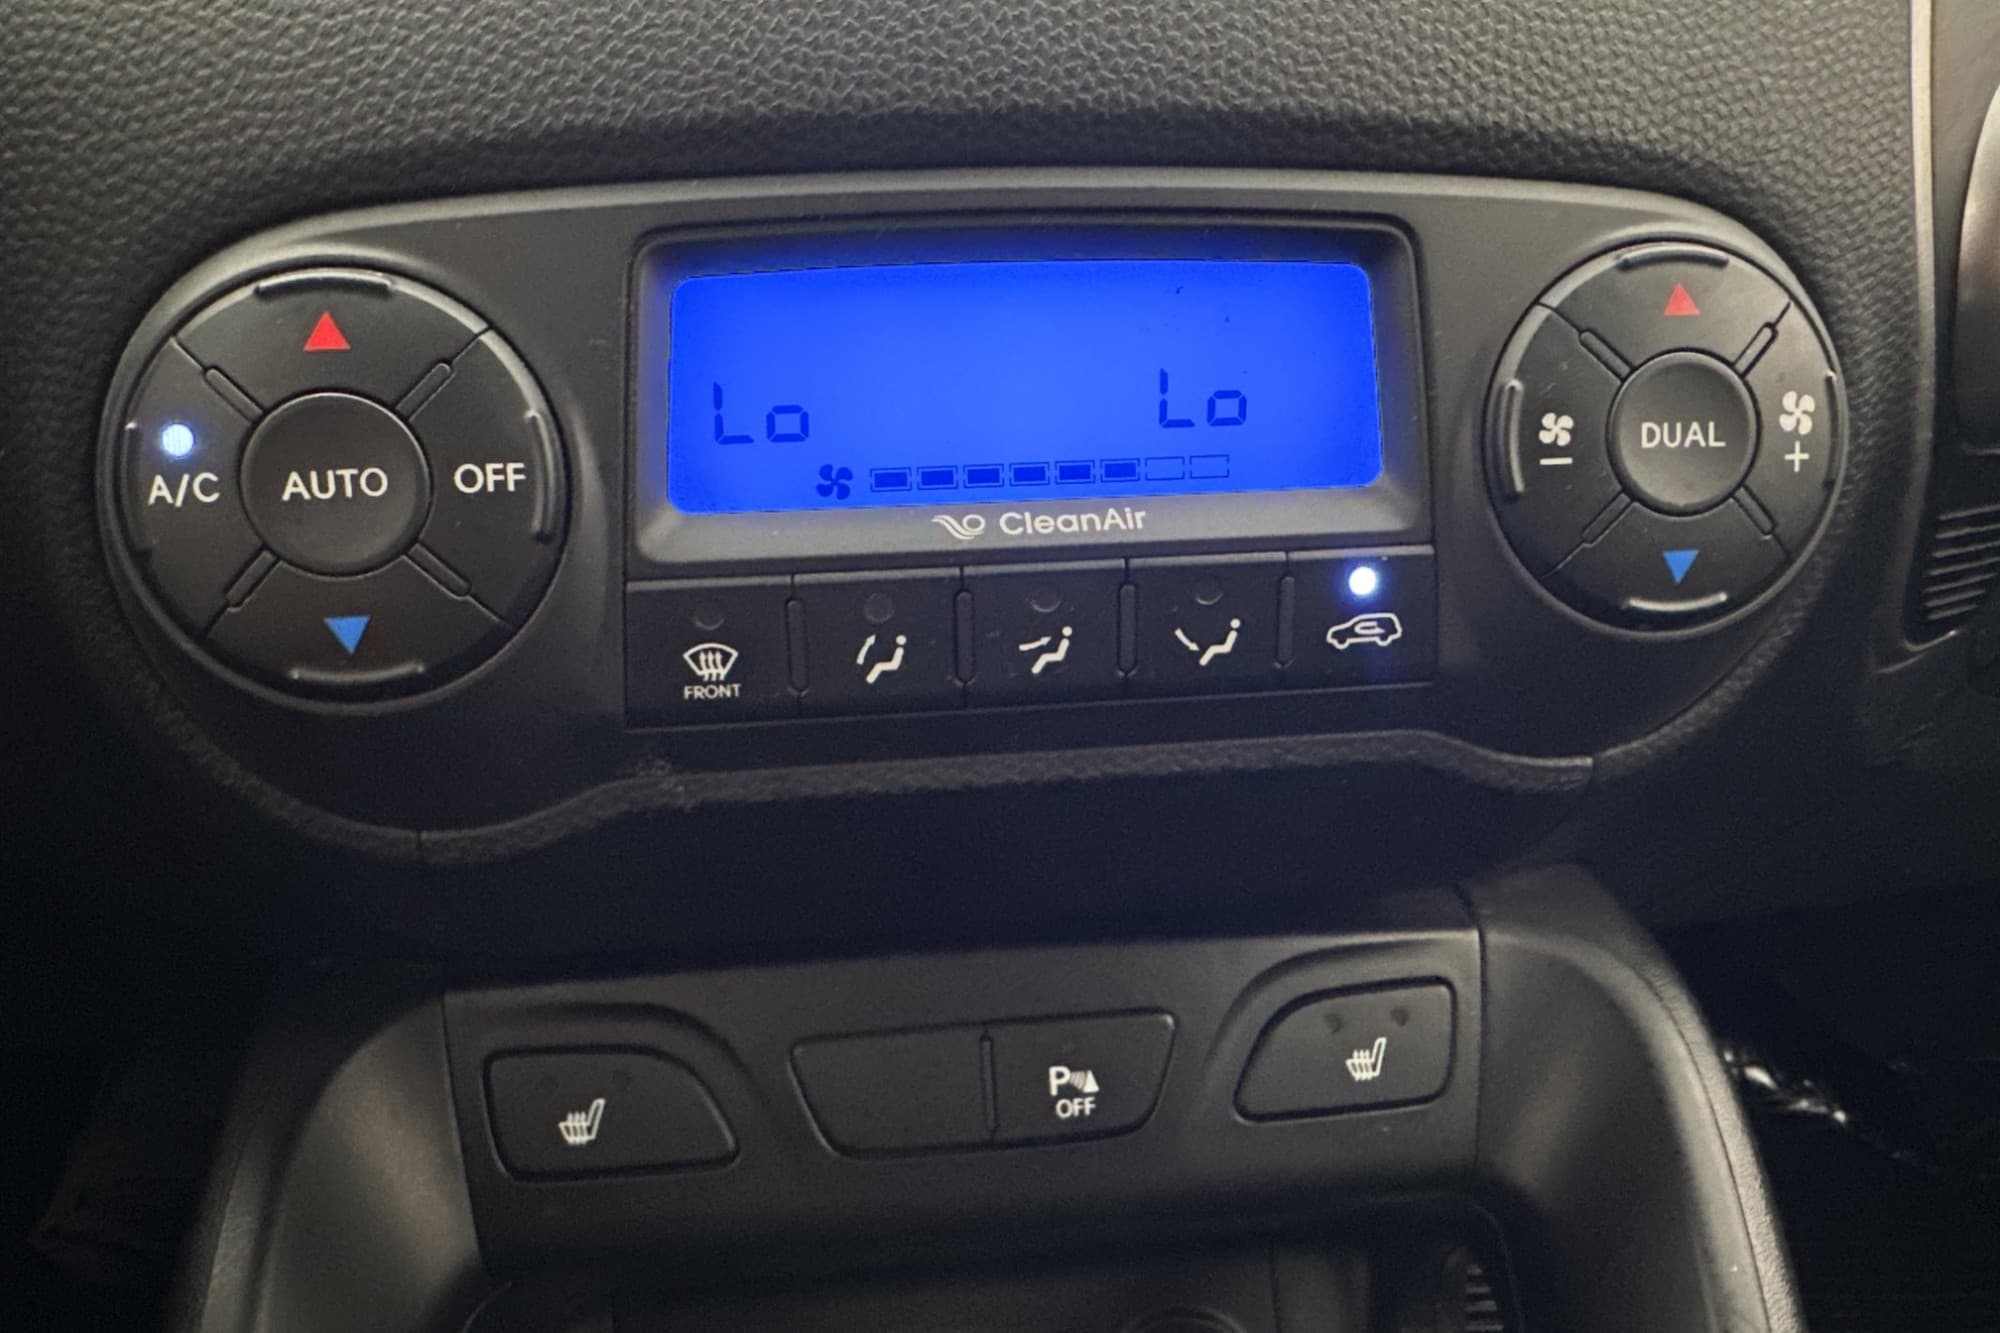 Lo Lo
CleanAir
A/C AUTO OFF
DUAL
+
−
FRONT
P
OFF